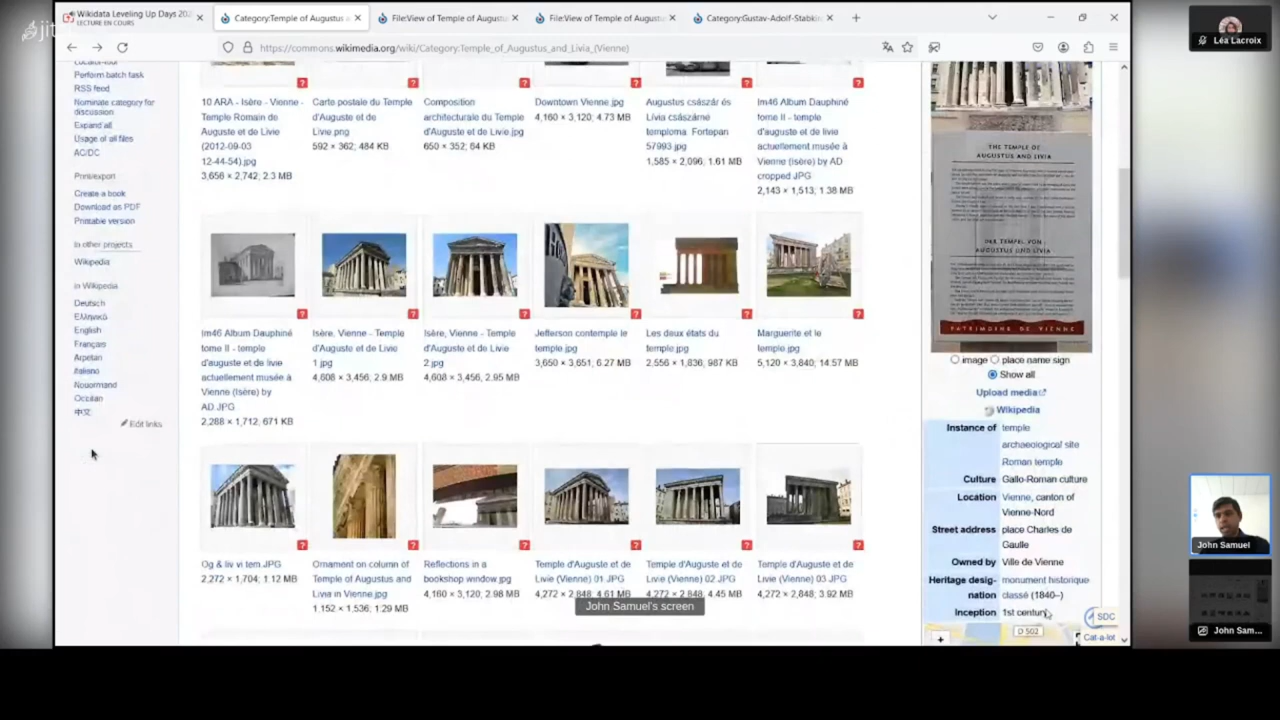 Wikidata Leveling Up Days 202
LECTURE EN COURS
Category:Temple of Augustus a
File:View of Temple of Augustu
File:View of Temple of Augustu
Category:Gustav-Adolf-Stabkir
https://commons.wikimedia.org/wiki/Category:Temple_of_Augustus_and_Livia_(Vienne)
Perform batch task
RSS feed
Nominate category for
discussion
Expand all
Usage of all files
AC/DC
Print/export
Create a book
Download as PDF
Printable version
In other projects
Wikipedia
In Wikipedia
Deutsch
Ελληνικά
English
Français
Arpetan
Italiano
Nouormand
Occitan
中文
Edit links
10 ARA - Isère - Vienne -
Temple Romain de
Auguste et de Livie
(2012-09-03
12-44-54).jpg
3,656 × 2,742; 2.3 MB
Carte postale du Temple
d'Auguste et de
Livie.png
592 × 362; 484 KB
Composition
architecturale du Temple
d'Auguste et de Livie.jpg
650 × 352; 64 KB
Downtown Vienne.jpg
4,160 × 3,120; 4.73 MB
Augustus császár és
Lívia császárné
temploma. Fortepan
57993.jpg
1,585 × 2,096; 1.61 MB
Im46 Album Dauphiné
tome II - temple
d'auguste et de livie
actuellement musée à
Vienne (Isère) by AD
cropped.JPG
2,143 × 1,513; 1.38 MB
Im46 Album Dauphiné
tome II - temple
d'auguste et de livie
actuellement musée à
Vienne (Isère) by
AD.JPG
2,288 × 1,712; 671 KB
Isère, Vienne - Temple
d'Auguste et de Livie
1.jpg
4,608 × 3,456; 2.9 MB
Isère, Vienne - Temple
d'Auguste et de Livie
2.jpg
4,608 × 3,456; 2.95 MB
Jefferson contemple le
temple.jpg
3,650 × 3,651; 6.27 MB
Les deux états du
temple.jpg
2,556 × 1,836; 987 KB
Marguerite et le
temple.jpg
5,120 × 3,840; 14.57 MB
Og & liv vi tem.JPG
2,272 × 1,704; 1.12 MB
Ornament on column of
Temple of Augustus and
Livia in Vienne.jpg
1,152 × 1,536; 1.29 MB
Reflections in a
bookshop window.jpg
4,160 × 3,120; 2.98 MB
Temple d'Auguste et de
Livie (Vienne) 01.JPG
4,272 × 2,848; 4.61 MB
Temple d'Auguste et de
Livie (Vienne) 02.JPG
4,272 × 2,848; 4.45 MB
Temple d'Auguste et de
Livie (Vienne) 03.JPG
4,272 × 2,848; 3.92 MB
THE TEMPLE OF
AUGUSTUS AND LIVIA
DER TEMPEL VON
AUGUSTUS UND LIVIA
PATRIMOINE DE VIENNE
image place name sign
Show all
Upload media
Wikipedia
Instance of temple
archaeological site
Roman temple
Culture Gallo-Roman culture
Location Vienne, canton of
Vienne-Nord
Street address place Charles de
Gaulle
Owned by Ville de Vienne
Heritage desig- monument historique
nation classé (1840–)
Inception 1st century
D 502
SDC
Cat-a-lot
John Samuel's screen
Léa Lacroix
John Samuel
John Sam...